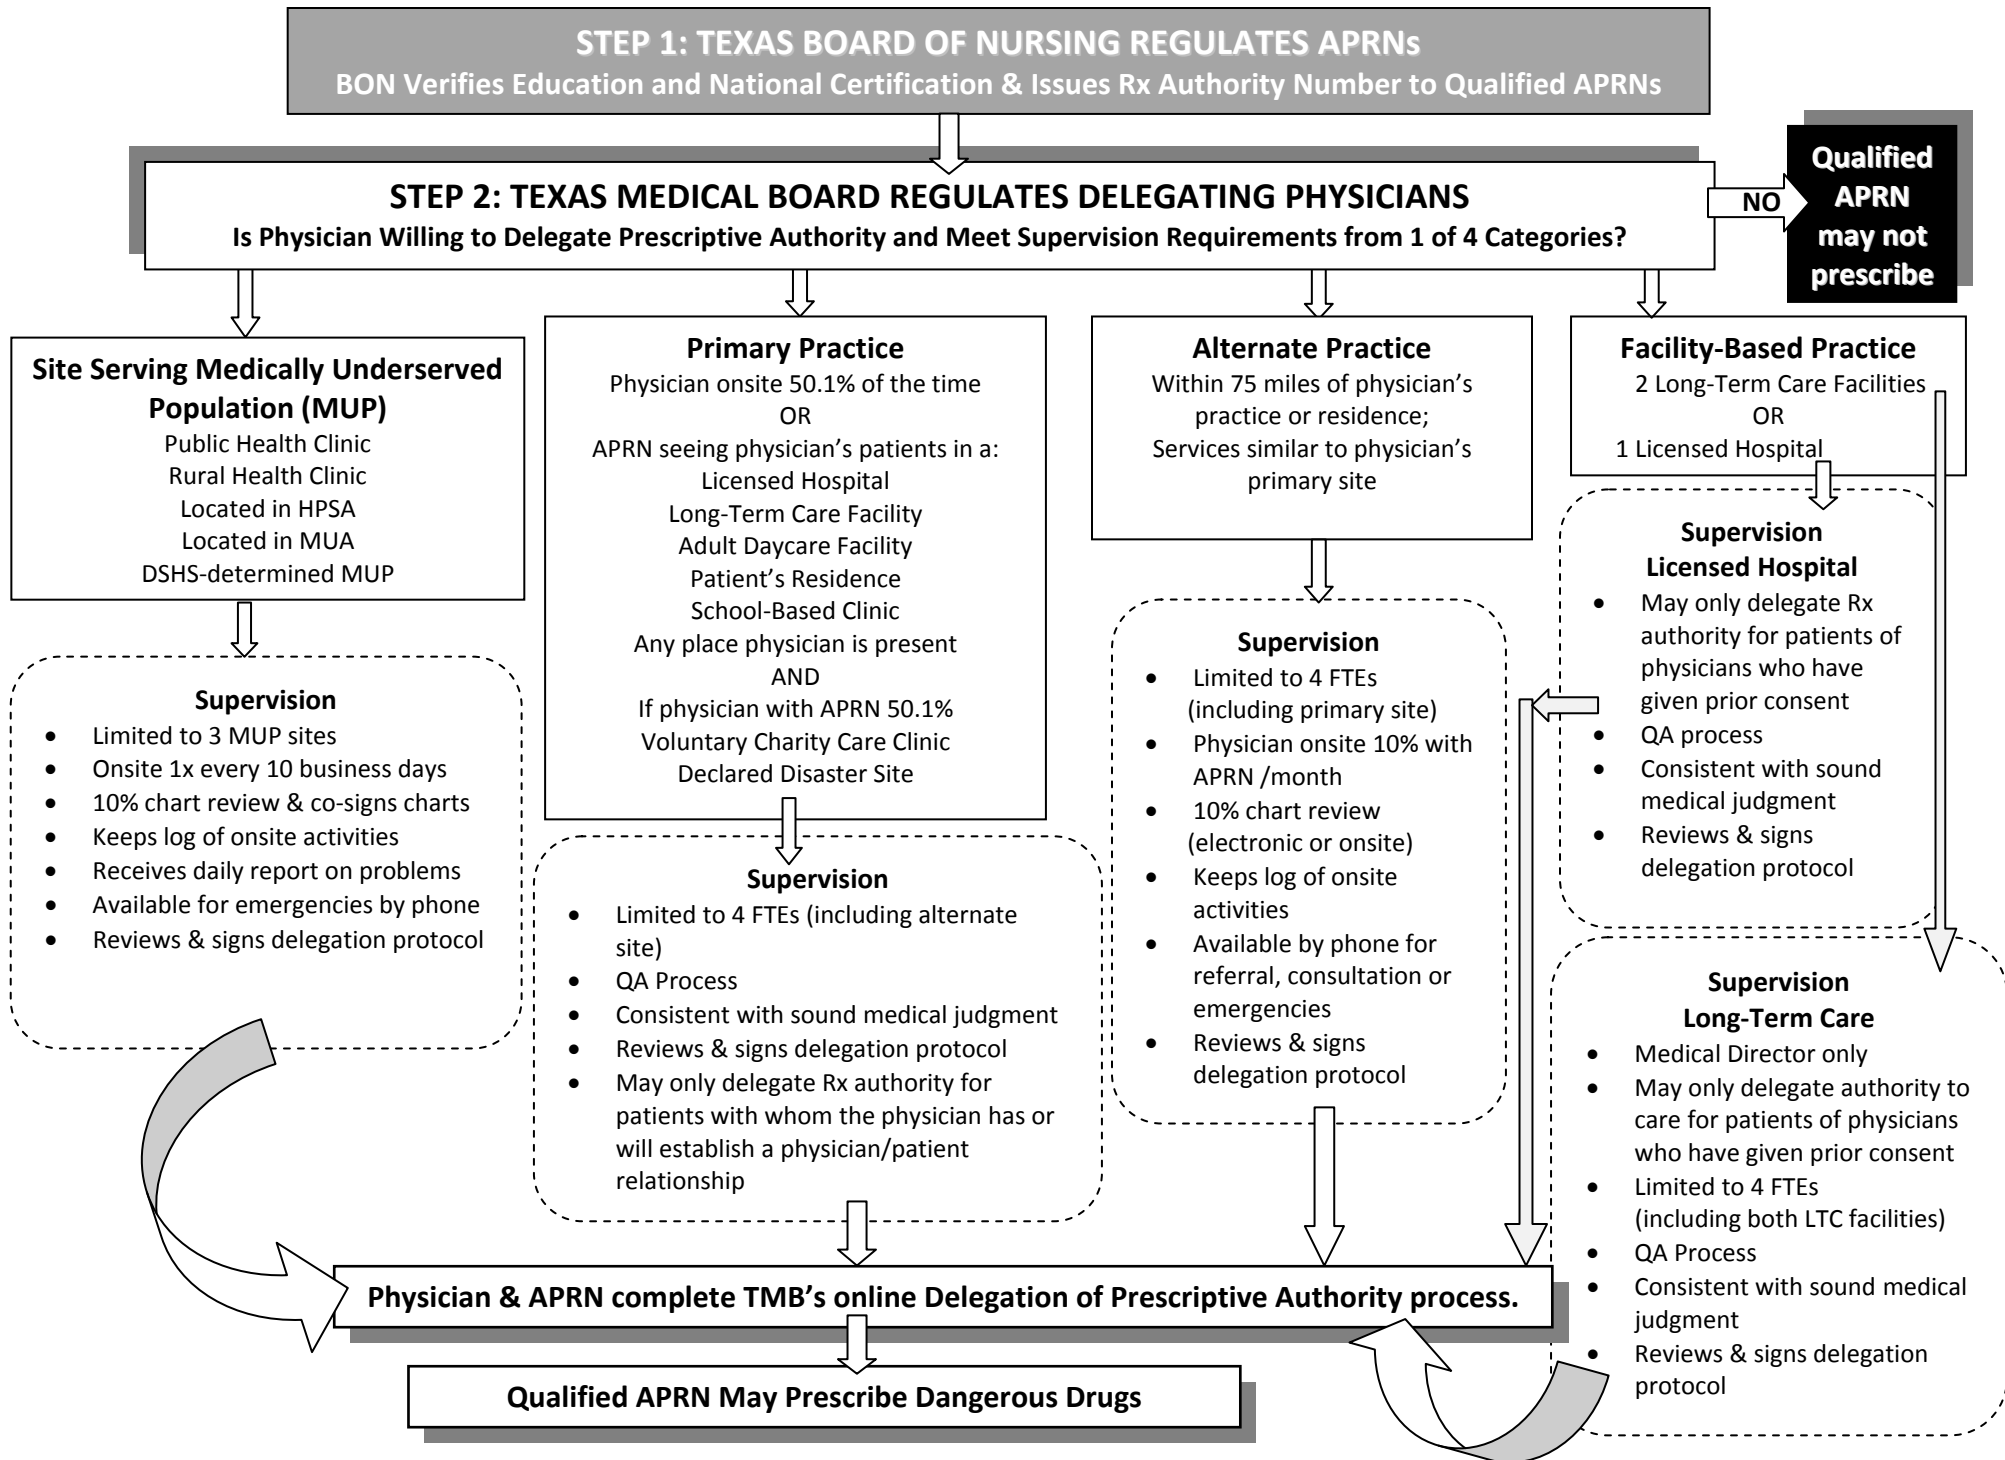 STEP 1: TEXAS BOARD OF NURSING REGULATES APRNs
BON Verifies Education and National Certification & Issues Rx Authority Number to Qualified APRNs
STEP 2: TEXAS MEDICAL BOARD REGULATES DELEGATING PHYSICIANS
Is Physician Willing to Delegate Prescriptive Authority and Meet Supervision Requirements from 1 of 4 Categories?
NO
Qualified
APRN
may not
prescribe
Site Serving Medically Underserved
Population (MUP)
Public Health Clinic
Rural Health Clinic
Located in HPSA
Located in MUA
DSHS-determined MUP
Supervision
• Limited to 3 MUP sites
• Onsite 1x every 10 business days
• 10% chart review & co-signs charts
• Keeps log of onsite activities
• Receives daily report on problems
• Available for emergencies by phone
• Reviews & signs delegation protocol
Primary Practice
Physician onsite 50.1% of the time
OR
APRN seeing physician’s patients in a:
Licensed Hospital
Long-Term Care Facility
Adult Daycare Facility
Patient’s Residence
School-Based Clinic
Any place physician is present
AND
If physician with APRN 50.1%
Voluntary Charity Care Clinic
Declared Disaster Site
Supervision
• Limited to 4 FTEs (including alternate
site)
• QA Process
• Consistent with sound medical judgment
• Reviews & signs delegation protocol
• May only delegate Rx authority for
patients with whom the physician has or
will establish a physician/patient
relationship
Alternate Practice
Within 75 miles of physician’s
practice or residence;
Services similar to physician’s
primary site
Supervision
• Limited to 4 FTEs
(including primary site)
• Physician onsite 10% with
APRN /month
• 10% chart review
(electronic or onsite)
• Keeps log of onsite
activities
• Available by phone for
referral, consultation or
emergencies
• Reviews & signs
delegation protocol
Facility-Based Practice
2 Long-Term Care Facilities
OR
1 Licensed Hospital
Supervision
Licensed Hospital
• May only delegate Rx
authority for patients of
physicians who have
given prior consent
• QA process
• Consistent with sound
medical judgment
• Reviews & signs
delegation protocol
Supervision
Long-Term Care
• Medical Director only
• May only delegate authority to
care for patients of physicians
who have given prior consent
• Limited to 4 FTEs
(including both LTC facilities)
• QA Process
• Consistent with sound medical
judgment
• Reviews & signs delegation
protocol
Physician & APRN complete TMB’s online Delegation of Prescriptive Authority process.
Qualified APRN May Prescribe Dangerous Drugs